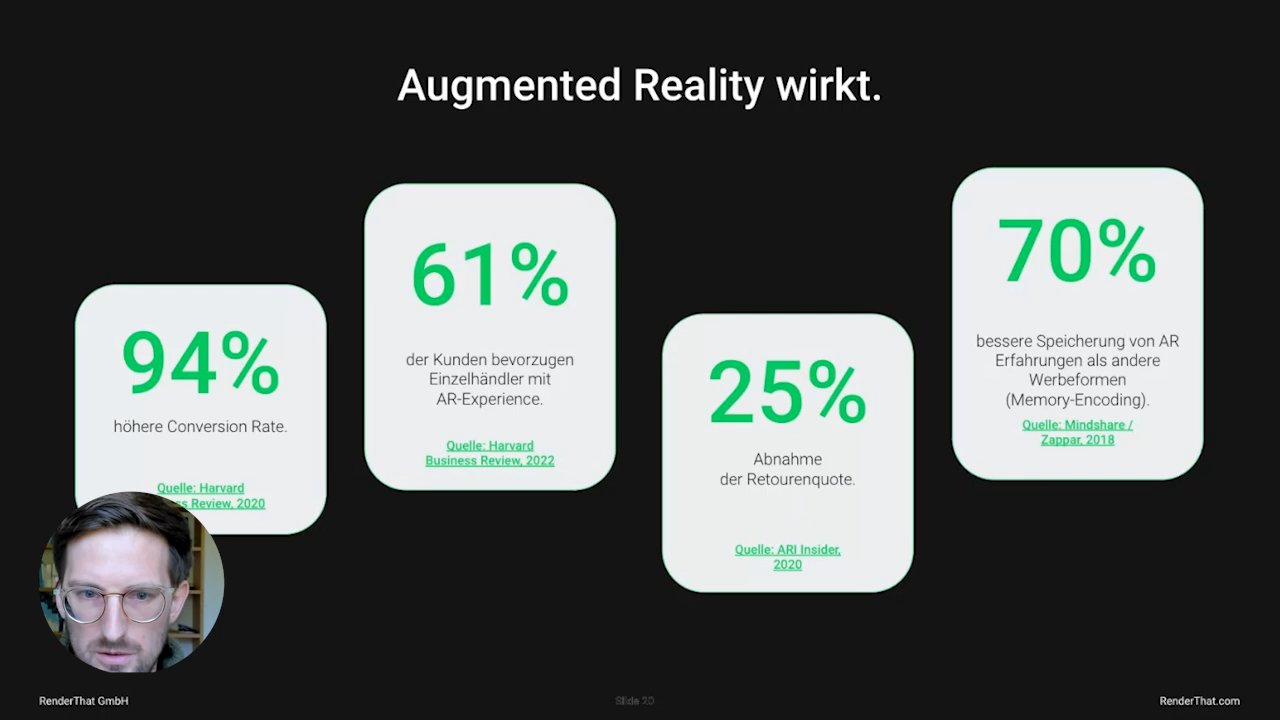 Augmented Reality wirkt.
94%
höhere Conversion Rate.
Quelle: Harvard
Review, 2020
61%
der Kunden bevorzugen
Einzelhändler mit
AR-Experience.
Quelle: Harvard
Business Review, 2022
25%
Abnahme
der Retourenquote.
Quelle: ARI Insider,
2020
70%
bessere Speicherung von AR
Erfahrungen als andere
Werbeformen
(Memory-Encoding).
Quelle: Mindshare /
Zappar, 2018
RenderThat GmbH
Slide 20
RenderThat.com